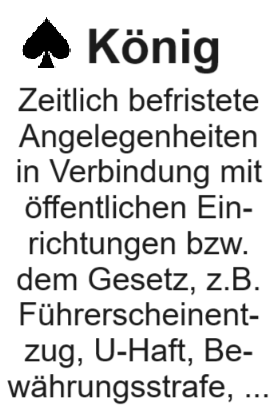 ♠ König
Zeitlich befristete
Angelegenheiten
in Verbindung mit
öffentlichen Ein-
richtungen bzw.
dem Gesetz, z.B.
Führerscheinent-
zug, U-Haft, Be-
währungsstrafe, ...